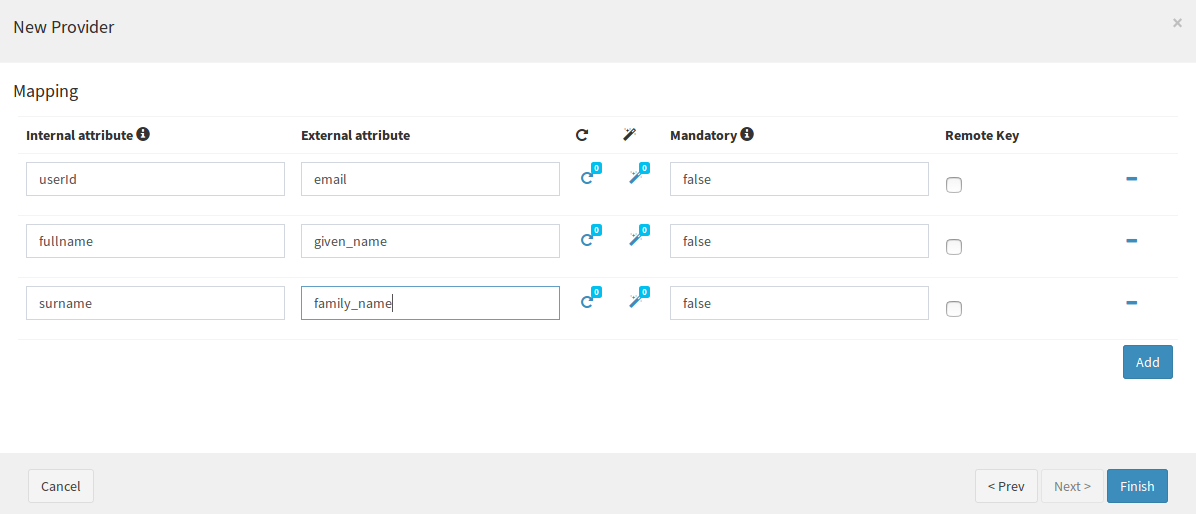 New Provider ×
Mapping
Internal attribute External attribute Mandatory Remote Key
userId email 0 0 false
fullname given_name 0 0 false
surname family_name 0 0 false
Add
Cancel < Prev Next > Finish